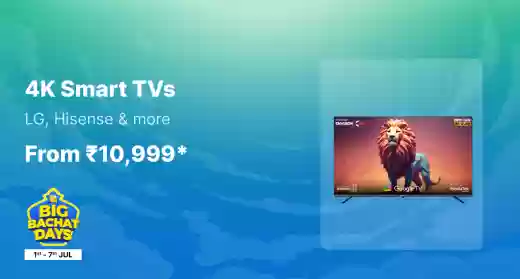 4K Smart TVs
LG, Hisense & more
From ₹10,999*
BIG
BACHAT
DAYS
1ST - 7TH JUL
Google TV